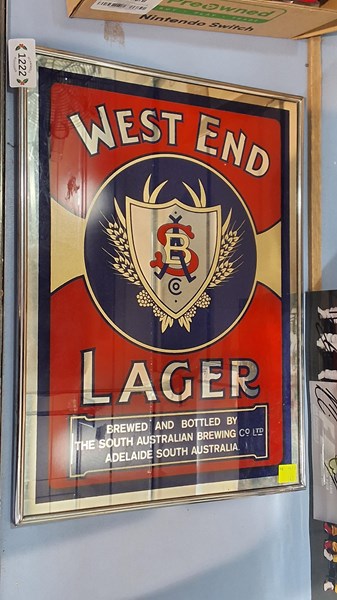 PreOwned
Nintendo Switch
1222
WEST END
SAB
CO
LAGER
BREWED AND BOTTLED BY
THE SOUTH AUSTRALIAN BREWING CO LTD
ADELAIDE SOUTH AUSTRALIA.